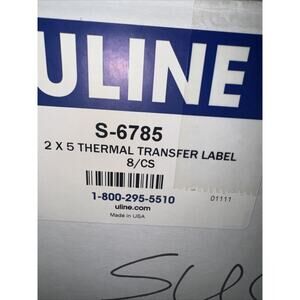 ULINE
S-6785
2 X 5 THERMAL TRANSFER LABEL
8/CS
1-800-295-5510
uline.com
Made in USA
01111